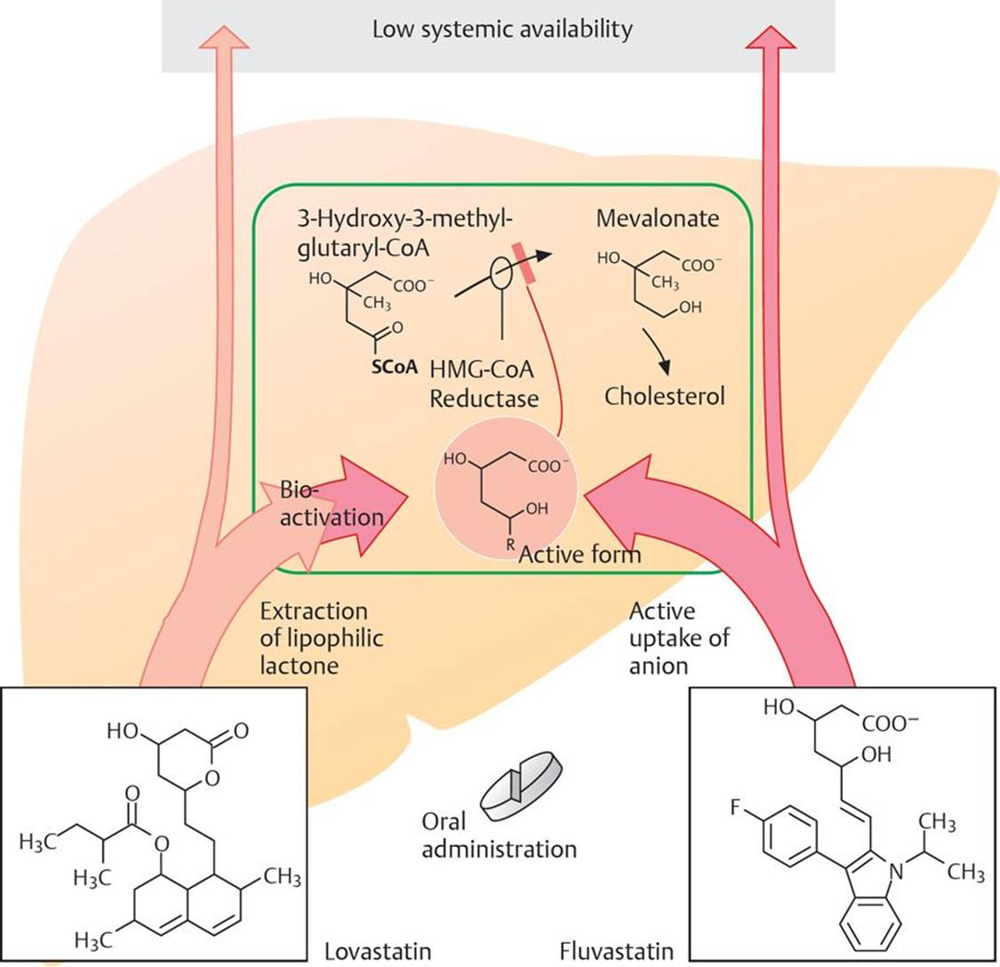 Low systemic availability
3-Hydroxy-3-methyl-
glutaryl-CoA
HO
COO⁻
CH₃
O
SCoA
HMG-CoA
Reductase
Mevalonate
HO
COO⁻
CH₃
OH
Cholesterol
Bio-
activation
HO
COO⁻
OH
R
Active form
Extraction
of lipophilic
lactone
Active
uptake of
anion
HO
O
O
O
O
H₃C
H₃C
CH₃
H₃C
Lovastatin
Oral
administration
HO
COO⁻
OH
F
CH₃
N
CH₃
Fluvastatin